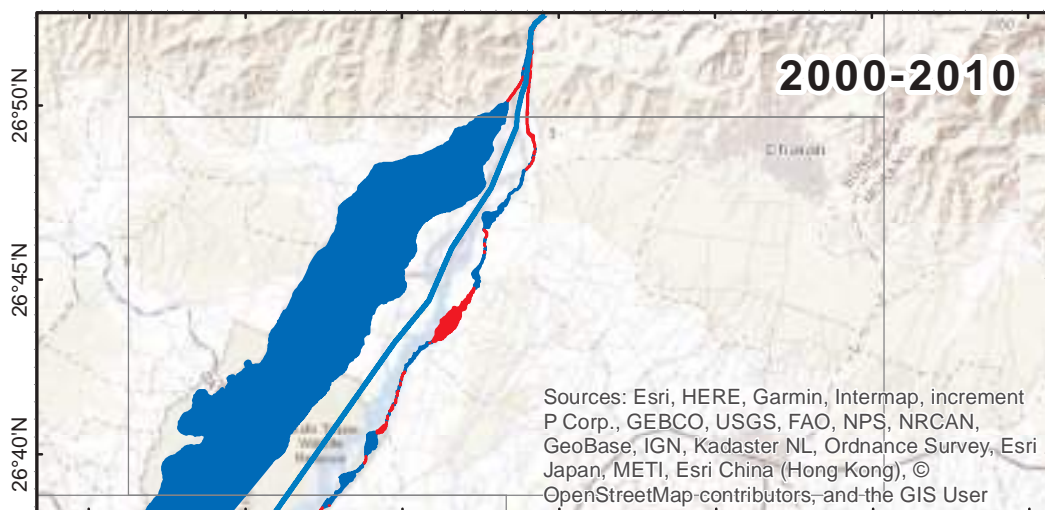 2000-2010
26°50'N
26°45'N
26°40'N
Sources: Esri, HERE, Garmin, Intermap, increment
P Corp., GEBCO, USGS, FAO, NPS, NRCAN,
GeoBase, IGN, Kadaster NL, Ordnance Survey, Esri
Japan, METI, Esri China (Hong Kong), ©
OpenStreetMap contributors, and the GIS User